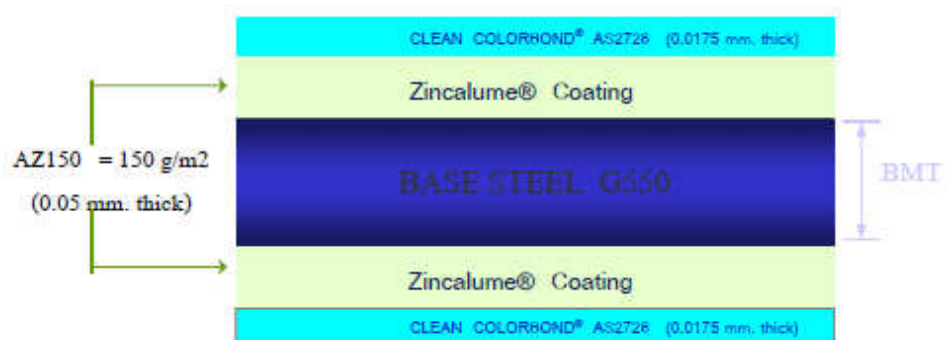 CLEAN COLORBOND® AS2728 (0.0175 mm. thick)
Zincalume® Coating
AZ150 = 150 g/m2
(0.05 mm. thick)
BASE STEEL G550
BMT
Zincalume® Coating
CLEAN COLORBOND® AS2728 (0.0175 mm. thick)